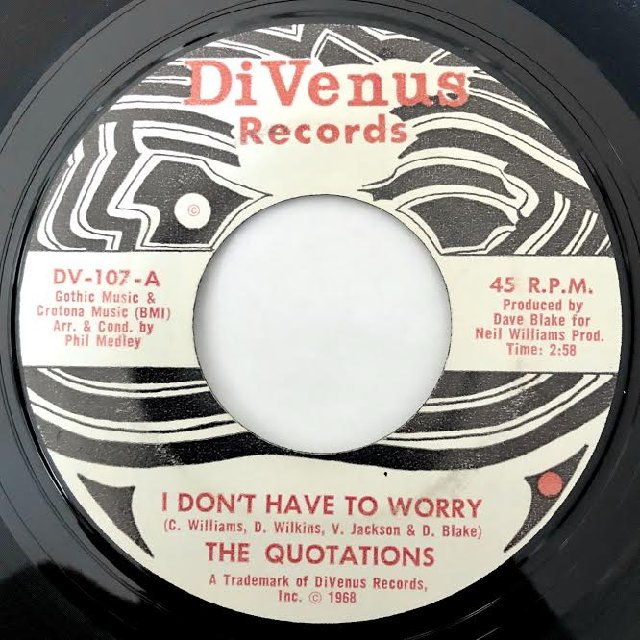 DiVenus
Records
©
DV-107-A
Gothic Music &
Crotona Music (BMI)
Arr. & Cond. by
Phil Medley
45 R.P.M.
Produced by
Dave Blake for
Neil Williams Prod.
Time: 2:58
I DON'T HAVE TO WORRY
(C. Williams, D. Wilkins, V. Jackson & D. Blake)
THE QUOTATIONS
A Trademark of DiVenus Records,
Inc. © 1968